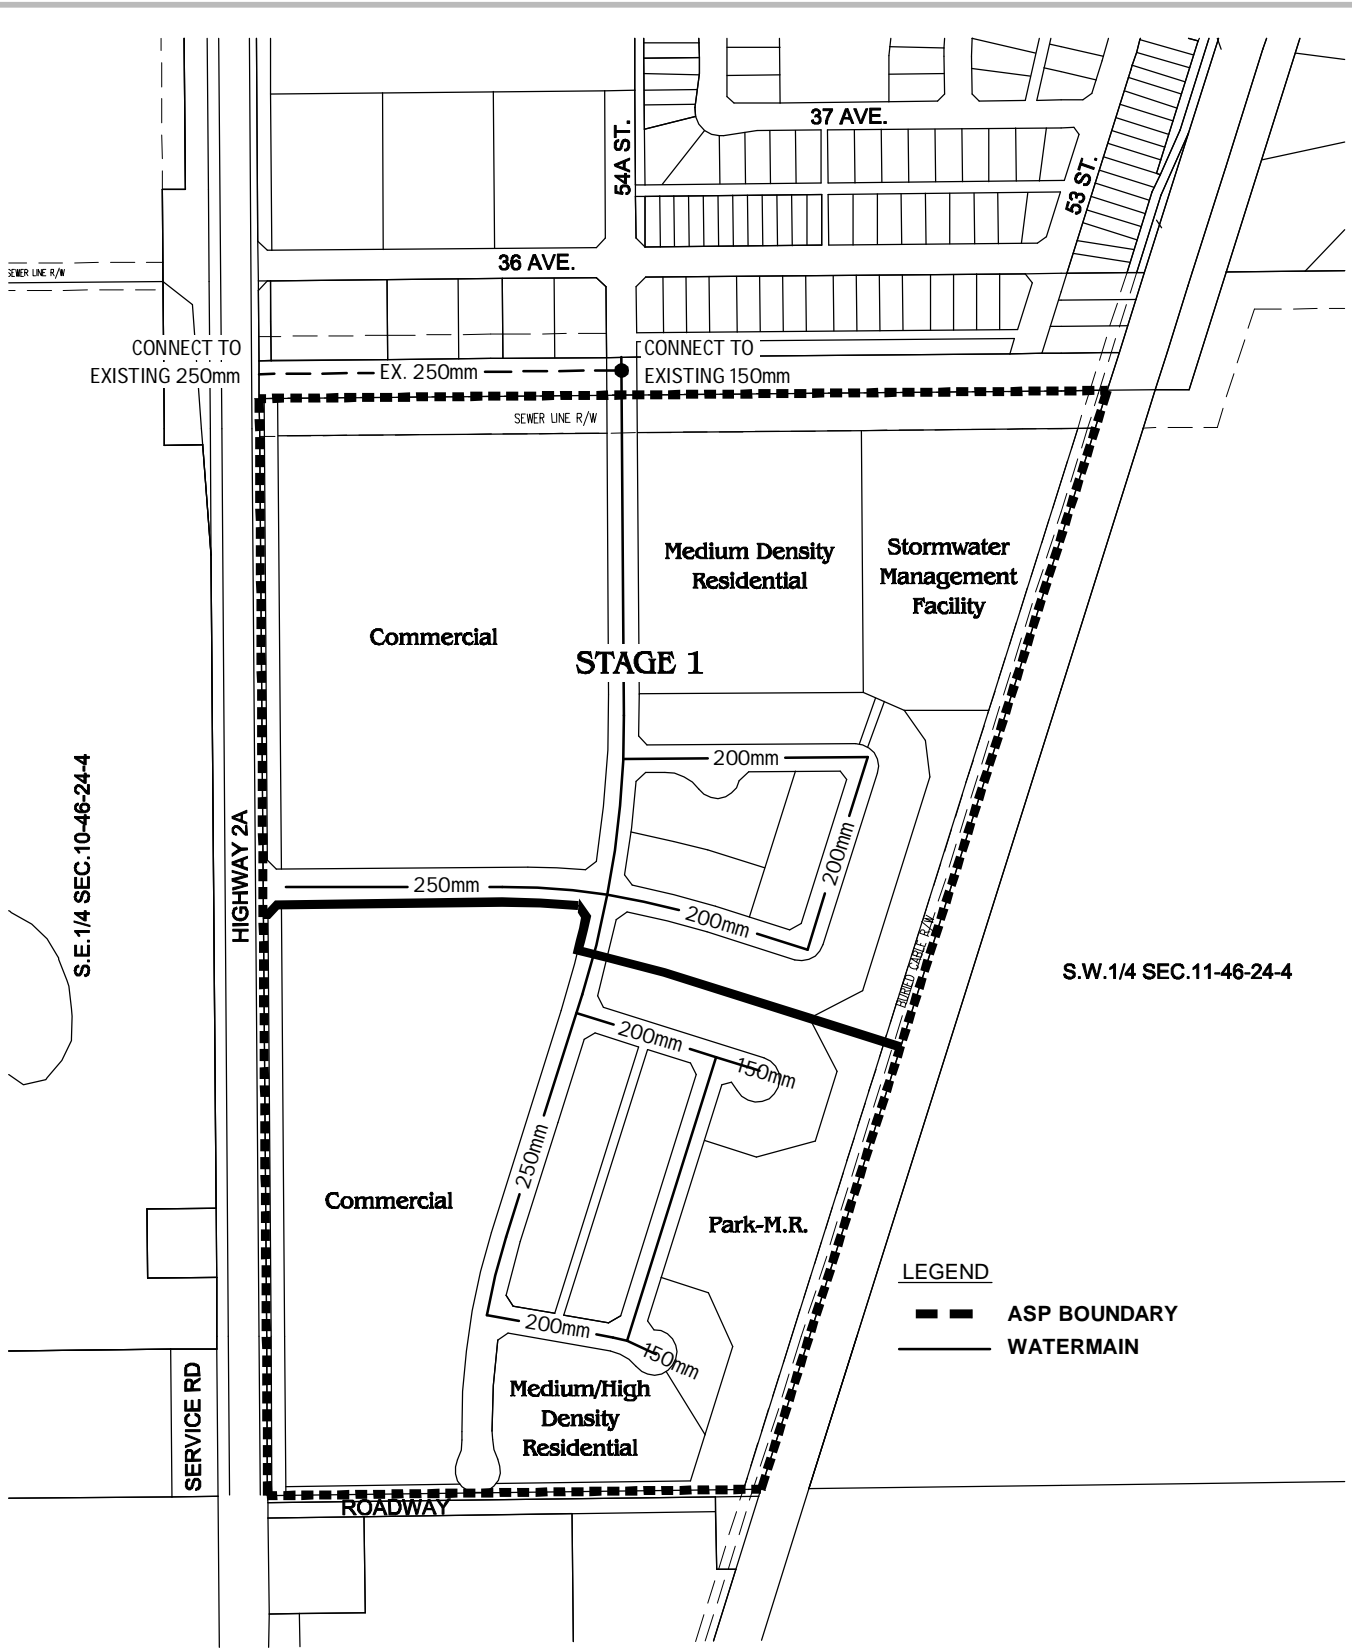 37 AVE.
54A ST.
53 ST.
36 AVE.
SEWER LINE R/W
CONNECT TO
EXISTING 250mm
EX. 250mm
CONNECT TO
EXISTING 150mm
SEWER LINE R/W
Medium Density
Residential
Stormwater
Management
Facility
Commercial
STAGE 1
200mm
200mm
S.E.1/4 SEC.10-46-24-4
HIGHWAY 2A
250mm
200mm
BURIED CABLE R/W
S.W.1/4 SEC.11-46-24-4
200mm
150mm
250mm
Commercial
Park-M.R.
LEGEND
ASP BOUNDARY
WATERMAIN
200mm
150mm
SERVICE RD
Medium/High
Density
Residential
ROADWAY